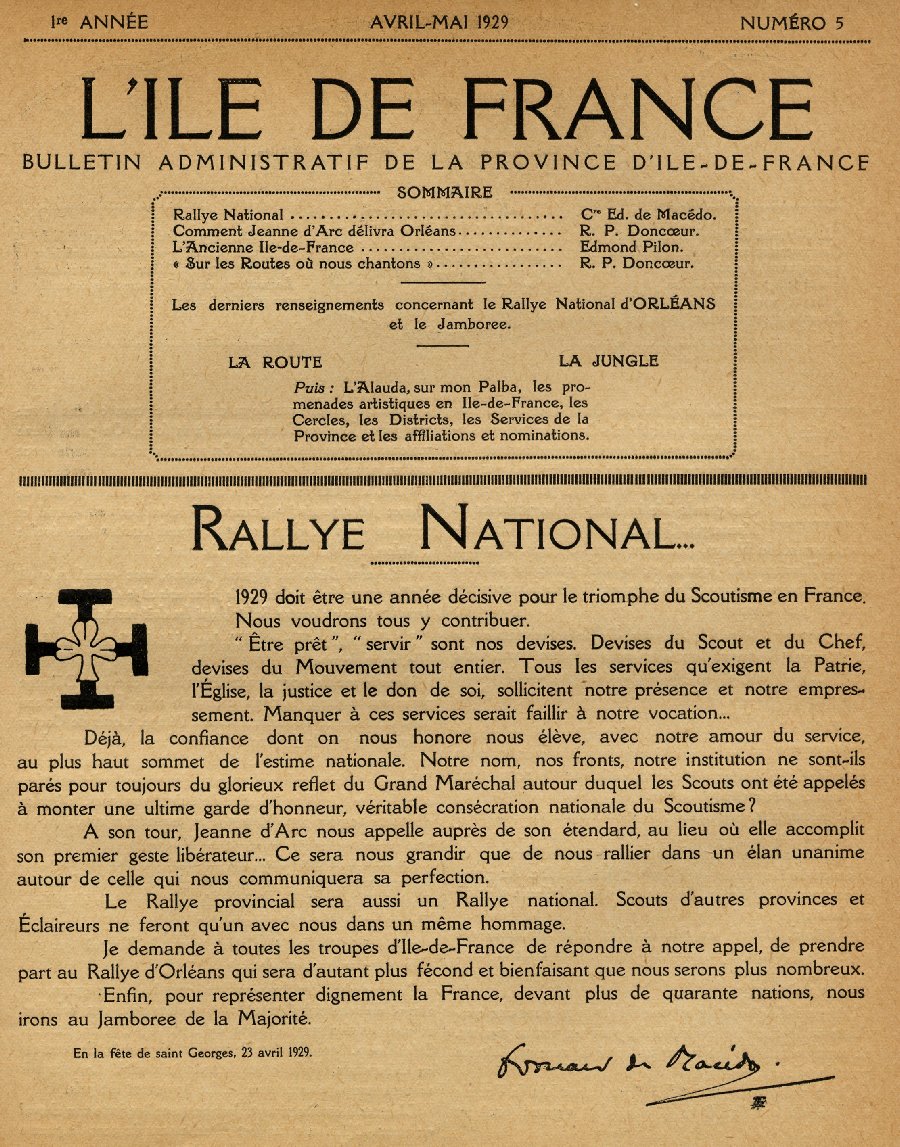 1re ANNÉE AVRIL-MAI 1929 NUMÉRO 5
L'ILE DE FRANCE
BULLETIN ADMINISTRATIF DE LA PROVINCE D'ILE-DE-FRANCE
SOMMAIRE
Rallye National ................................. Cre Ed. de Macédo.
Comment Jeanne d'Arc délivra Orléans............. R. P. Doncœur.
L'Ancienne Ile-de-France ......................... Edmond Pilon.
« Sur les Routes où nous chantons »................ R. P. Doncœur.
Les derniers renseignements concernant le Rallye National d'ORLÉANS
et le Jamboree.
LA ROUTE LA JUNGLE
Puis : L'Alauda, sur mon Palba, les pro-
menades artistiques en Ile-de-France, les
Cercles, les Districts, les Services de la
Province et les affiliations et nominations.
RALLYE NATIONAL...
1929 doit être une année décisive pour le triomphe du Scoutisme en France.
Nous voudrons tous y contribuer.
“ Être prêt ”, “ servir ” sont nos devises. Devises du Scout et du Chef,
devises du Mouvement tout entier. Tous les services qu'exigent la Patrie,
l'Église, la justice et le don de soi, sollicitent notre présence et notre empres-
sement. Manquer à ces services serait faillir à notre vocation...
Déjà, la confiance dont on nous honore nous élève, avec notre amour du service,
au plus haut sommet de l'estime nationale. Notre nom, nos fronts, notre institution ne sont-ils
parés pour toujours du glorieux reflet du Grand Maréchal autour duquel les Scouts ont été appelés
à monter une ultime garde d'honneur, véritable consécration nationale du Scoutisme ?
A son tour, Jeanne d'Arc nous appelle auprès de son étendard, au lieu où elle accomplit
son premier geste libérateur... Ce sera nous grandir que de nous rallier dans un élan unanime
autour de celle qui nous communiquera sa perfection.
Le Rallye provincial sera aussi un Rallye national. Scouts d'autres provinces et
Éclaireurs ne feront qu'un avec nous dans un même hommage.
Je demande à toutes les troupes d'Ile-de-France de répondre à notre appel, de prendre
part au Rallye d'Orléans qui sera d'autant plus fécond et bienfaisant que nous serons plus nombreux.
Enfin, pour représenter dignement la France, devant plus de quarante nations, nous
irons au Jamboree de la Majorité.
En la fête de saint Georges, 23 avril 1929.
de Macédo.